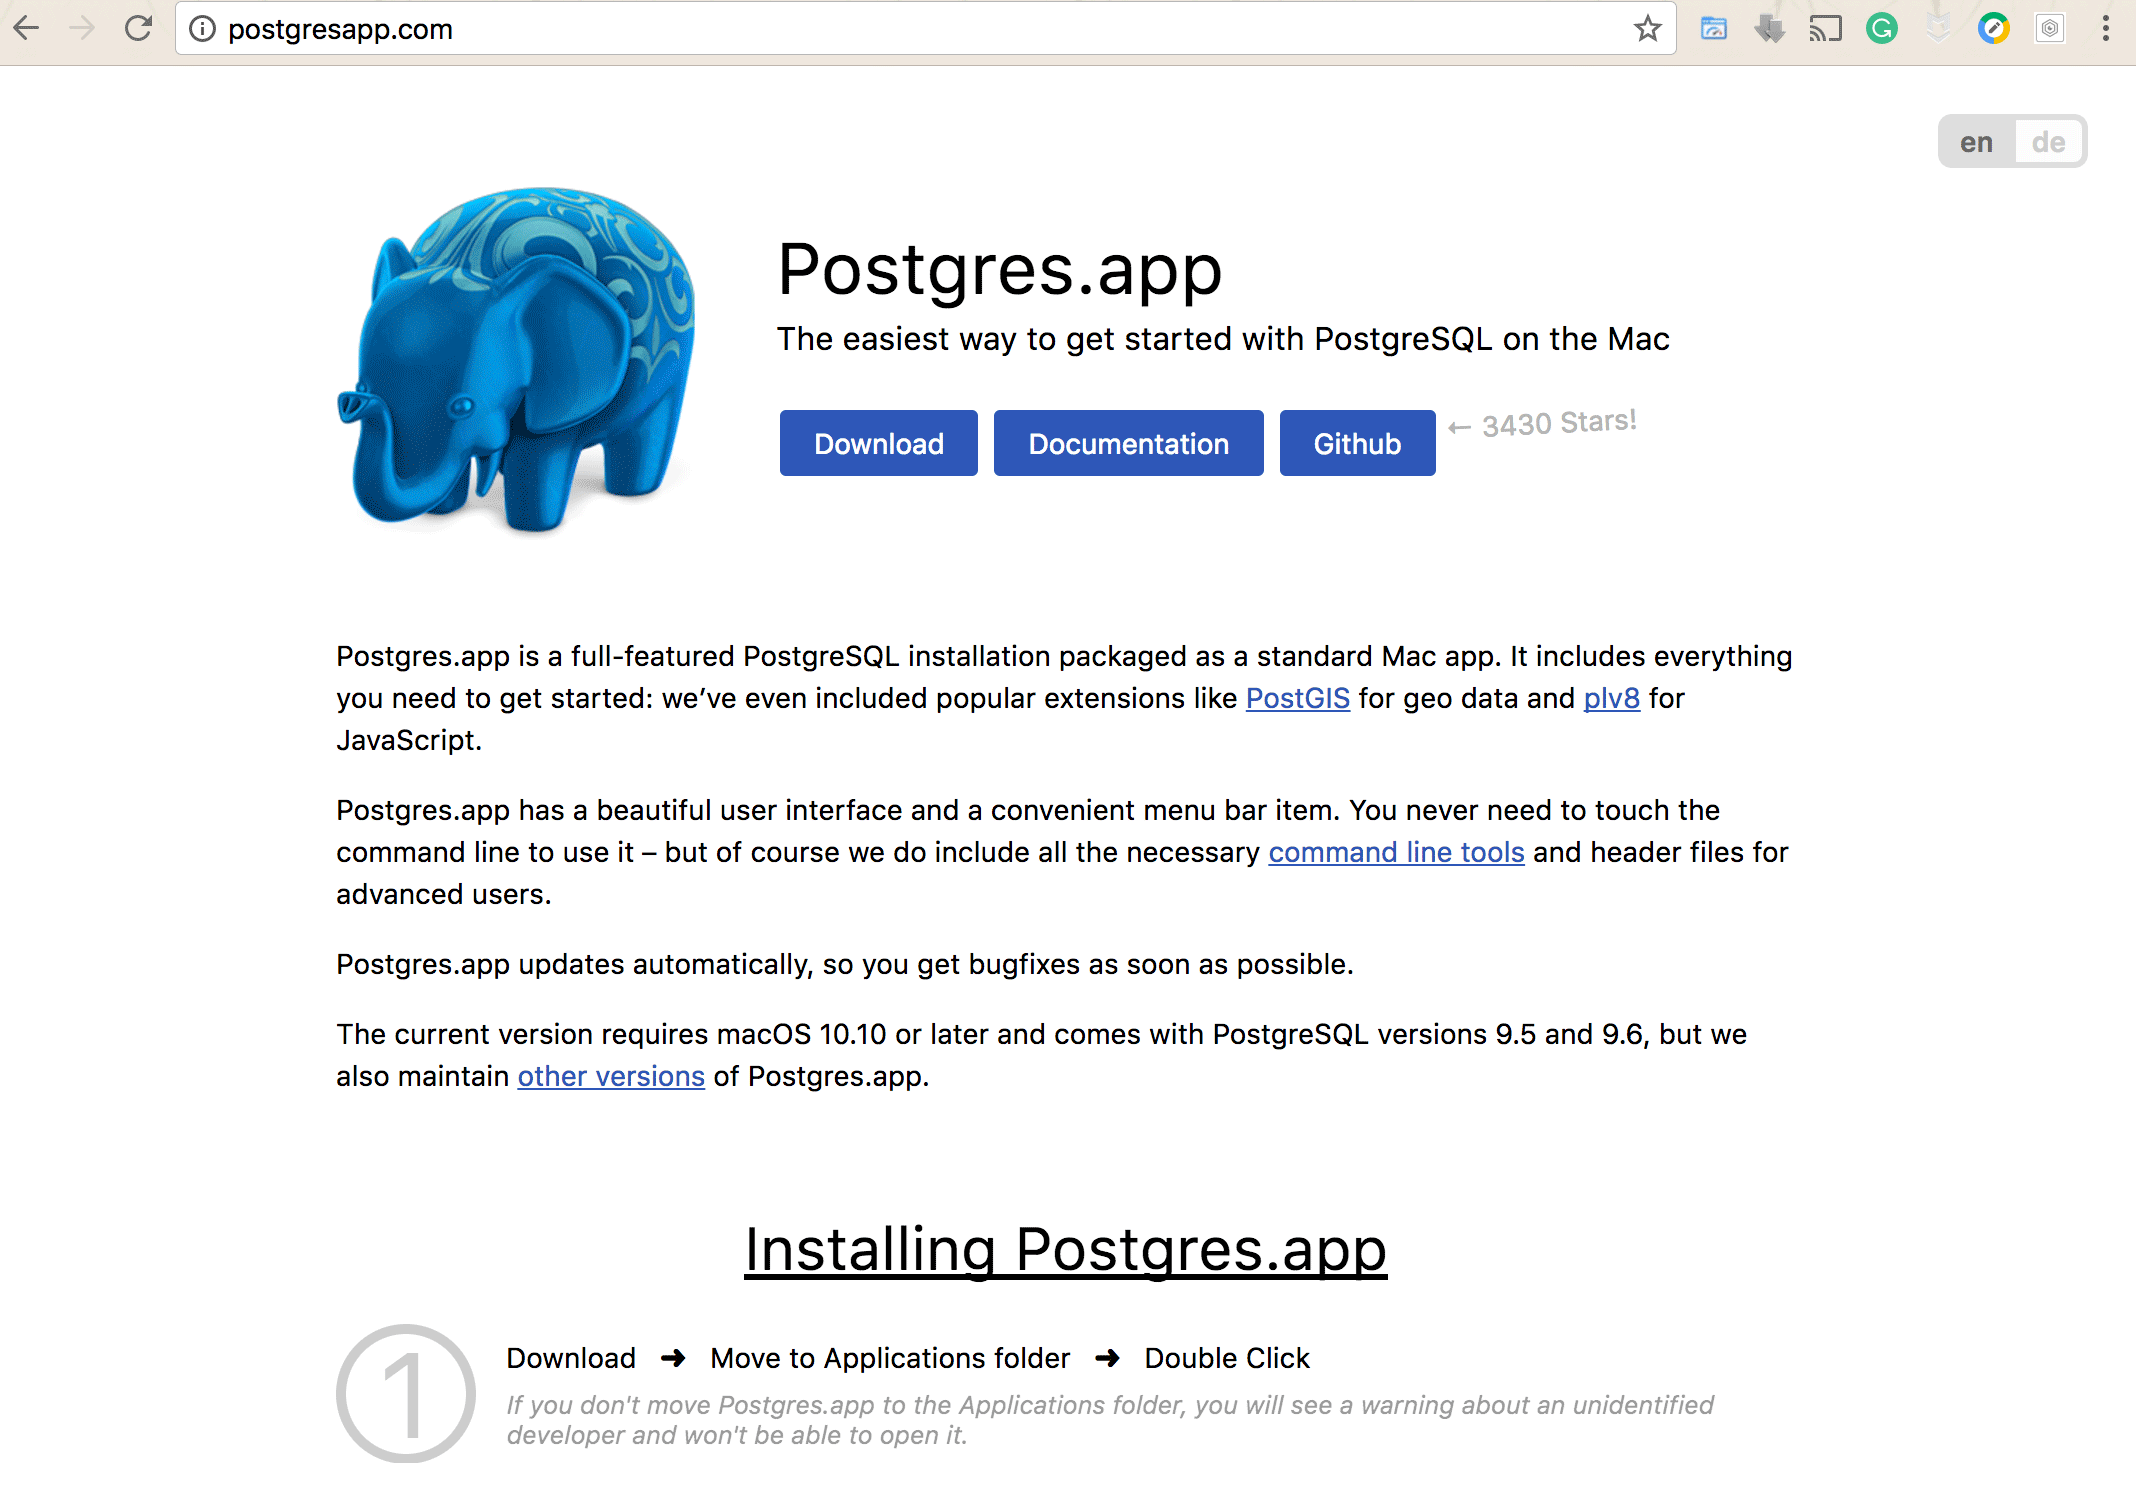 postgresapp.com
en de
Postgres.app
The easiest way to get started with PostgreSQL on the Mac
Download Documentation Github ← 3430 Stars!
Postgres.app is a full-featured PostgreSQL installation packaged as a standard Mac app. It includes everything
you need to get started: we’ve even included popular extensions like PostGIS for geo data and plv8 for
JavaScript.
Postgres.app has a beautiful user interface and a convenient menu bar item. You never need to touch the
command line to use it – but of course we do include all the necessary command line tools and header files for
advanced users.
Postgres.app updates automatically, so you get bugfixes as soon as possible.
The current version requires macOS 10.10 or later and comes with PostgreSQL versions 9.5 and 9.6, but we
also maintain other versions of Postgres.app.
Installing Postgres.app
1
Download ➜ Move to Applications folder ➜ Double Click
If you don't move Postgres.app to the Applications folder, you will see a warning about an unidentified
developer and won't be able to open it.